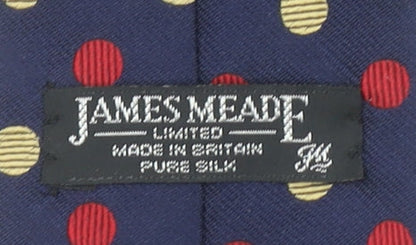 JAMES MEADE
LIMITED
MADE IN BRITAIN
PURE SILK
JM